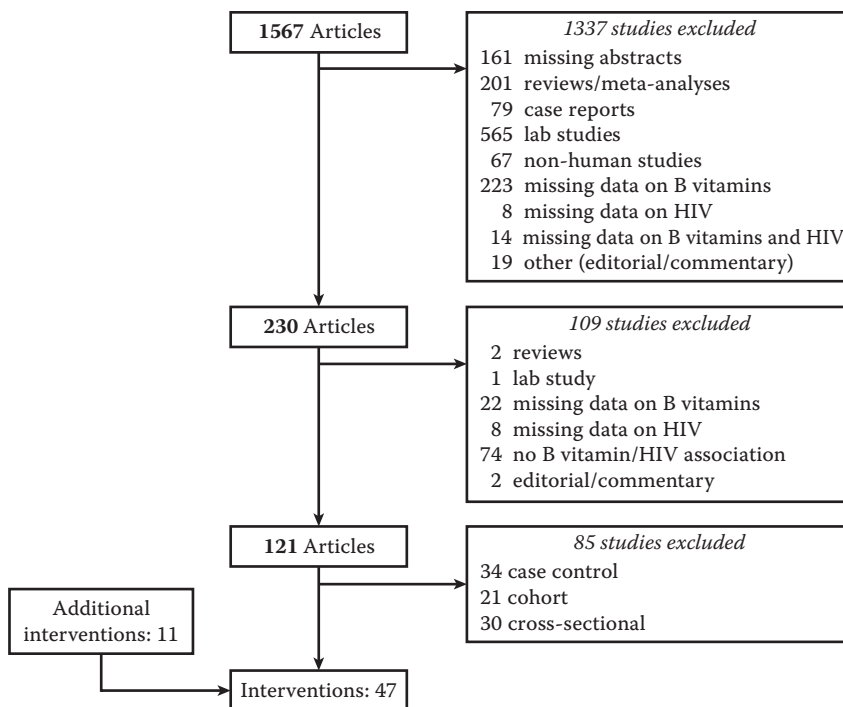 1567 Articles
1337 studies excluded
161 missing abstracts
201 reviews/meta-analyses
79 case reports
565 lab studies
67 non-human studies
223 missing data on B vitamins
8 missing data on HIV
14 missing data on B vitamins and HIV
19 other (editorial/commentary)
230 Articles
109 studies excluded
2 reviews
1 lab study
22 missing data on B vitamins
8 missing data on HIV
74 no B vitamin/HIV association
2 editorial/commentary
121 Articles
85 studies excluded
34 case control
21 cohort
30 cross-sectional
Additional
interventions: 11
Interventions: 47